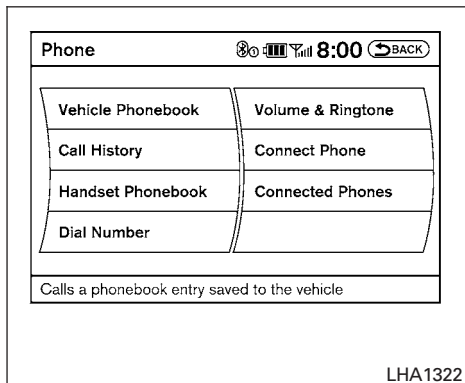 Phone 8:00 BACK
Vehicle Phonebook Volume & Ringtone
Call History Connect Phone
Handset Phonebook Connected Phones
Dial Number
Calls a phonebook entry saved to the vehicle
LHA1322